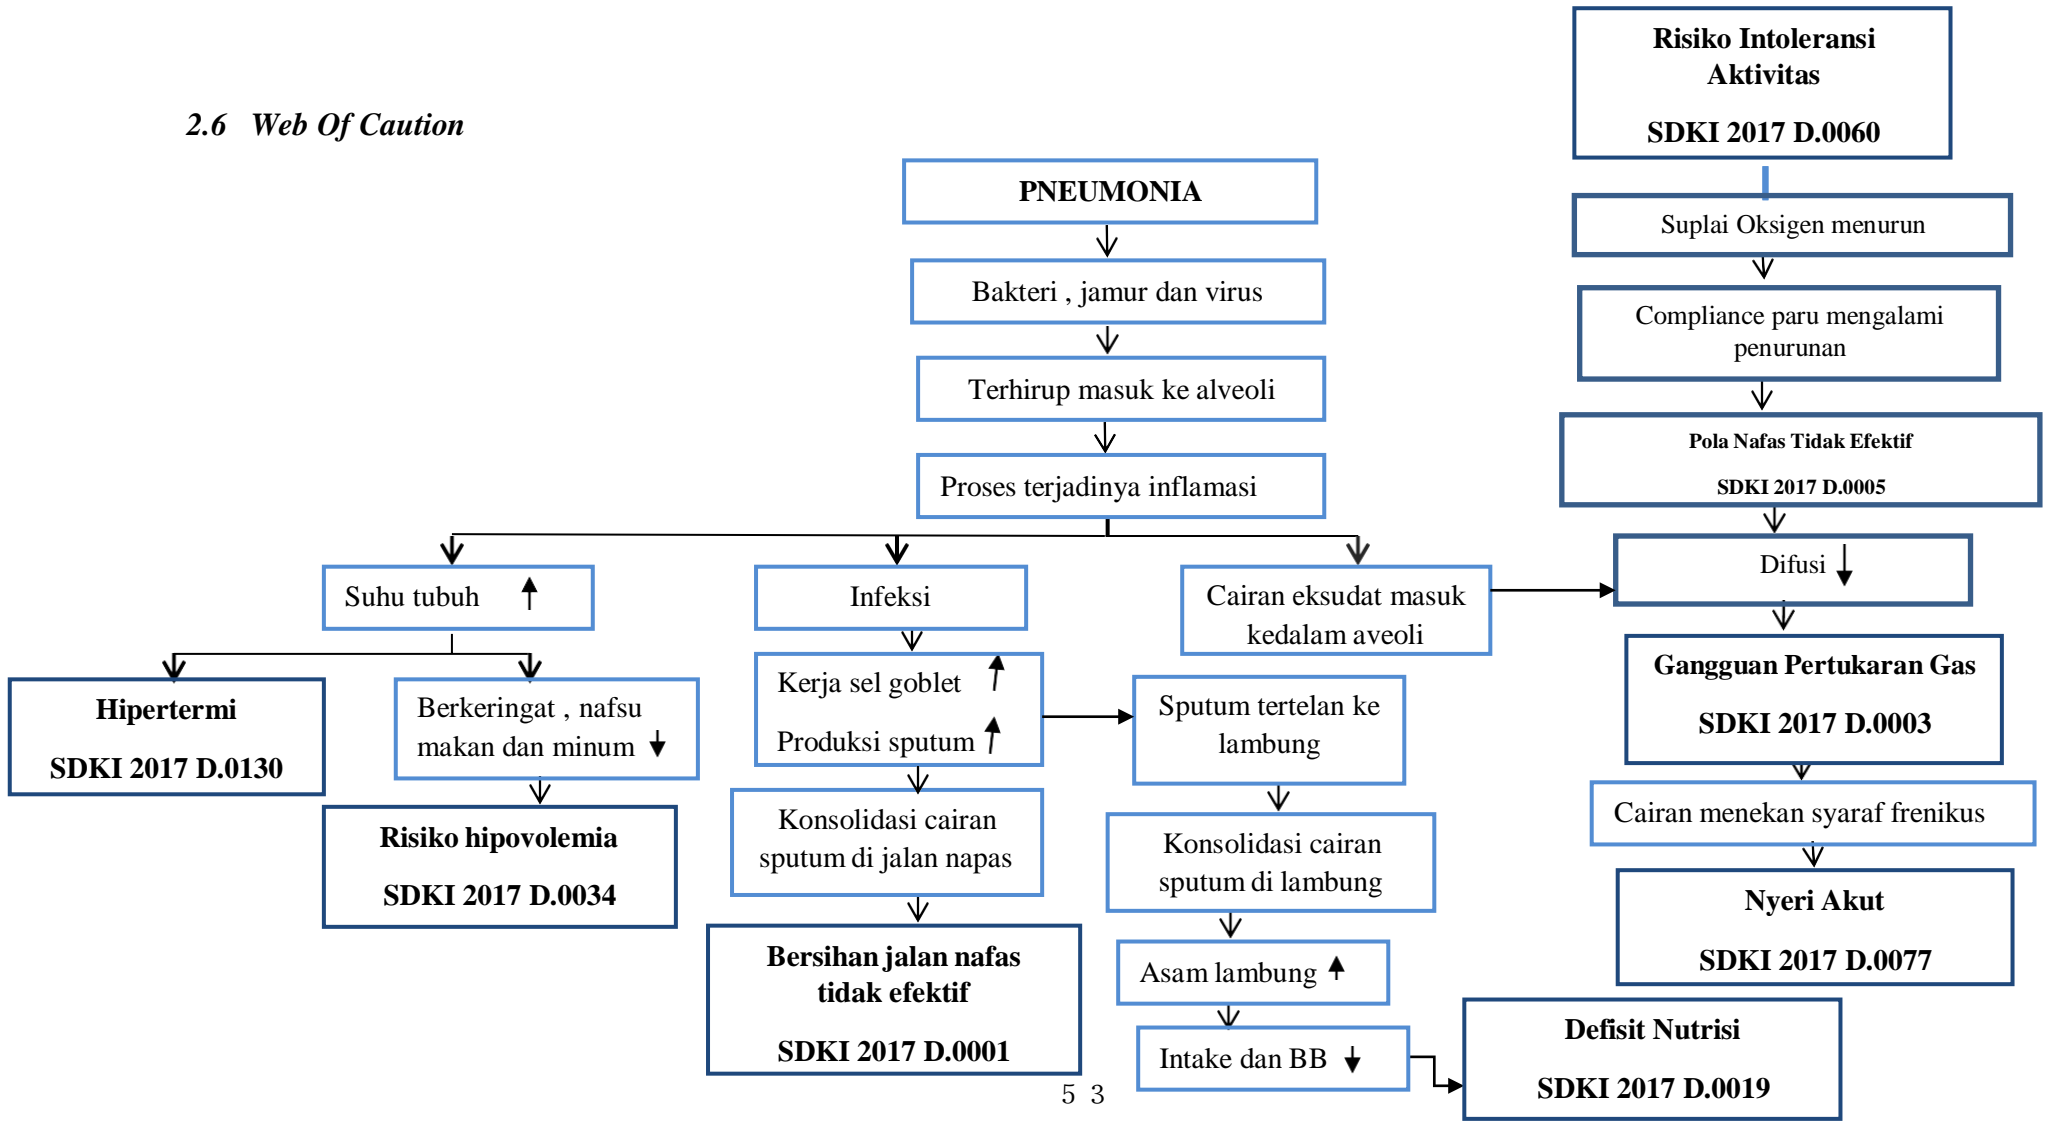 2.6 Web Of Caution
Risiko Intoleransi
Aktivitas
SDKI 2017 D.0060
PNEUMONIA
Suplai Oksigen menurun
Bakteri , jamur dan virus
Compliance paru mengalami
penurunan
Terhirup masuk ke alveoli
Pola Nafas Tidak Efektif
SDKI 2017 D.0005
Proses terjadinya inflamasi
Suhu tubuh
Infeksi
Cairan eksudat masuk
kedalam aveoli
Difusi
Hipertermi
SDKI 2017 D.0130
Berkeringat , nafsu
makan dan minum
Kerja sel goblet
Produksi sputum
Sputum tertelan ke
lambung
Gangguan Pertukaran Gas
SDKI 2017 D.0003
Risiko hipovolemia
SDKI 2017 D.0034
Konsolidasi cairan
sputum di jalan napas
Konsolidasi cairan
sputum di lambung
Cairan menekan syaraf frenikus
Bersihan jalan nafas
tidak efektif
SDKI 2017 D.0001
Asam lambung
Nyeri Akut
SDKI 2017 D.0077
Intake dan BB
Defisit Nutrisi
SDKI 2017 D.0019
5 3